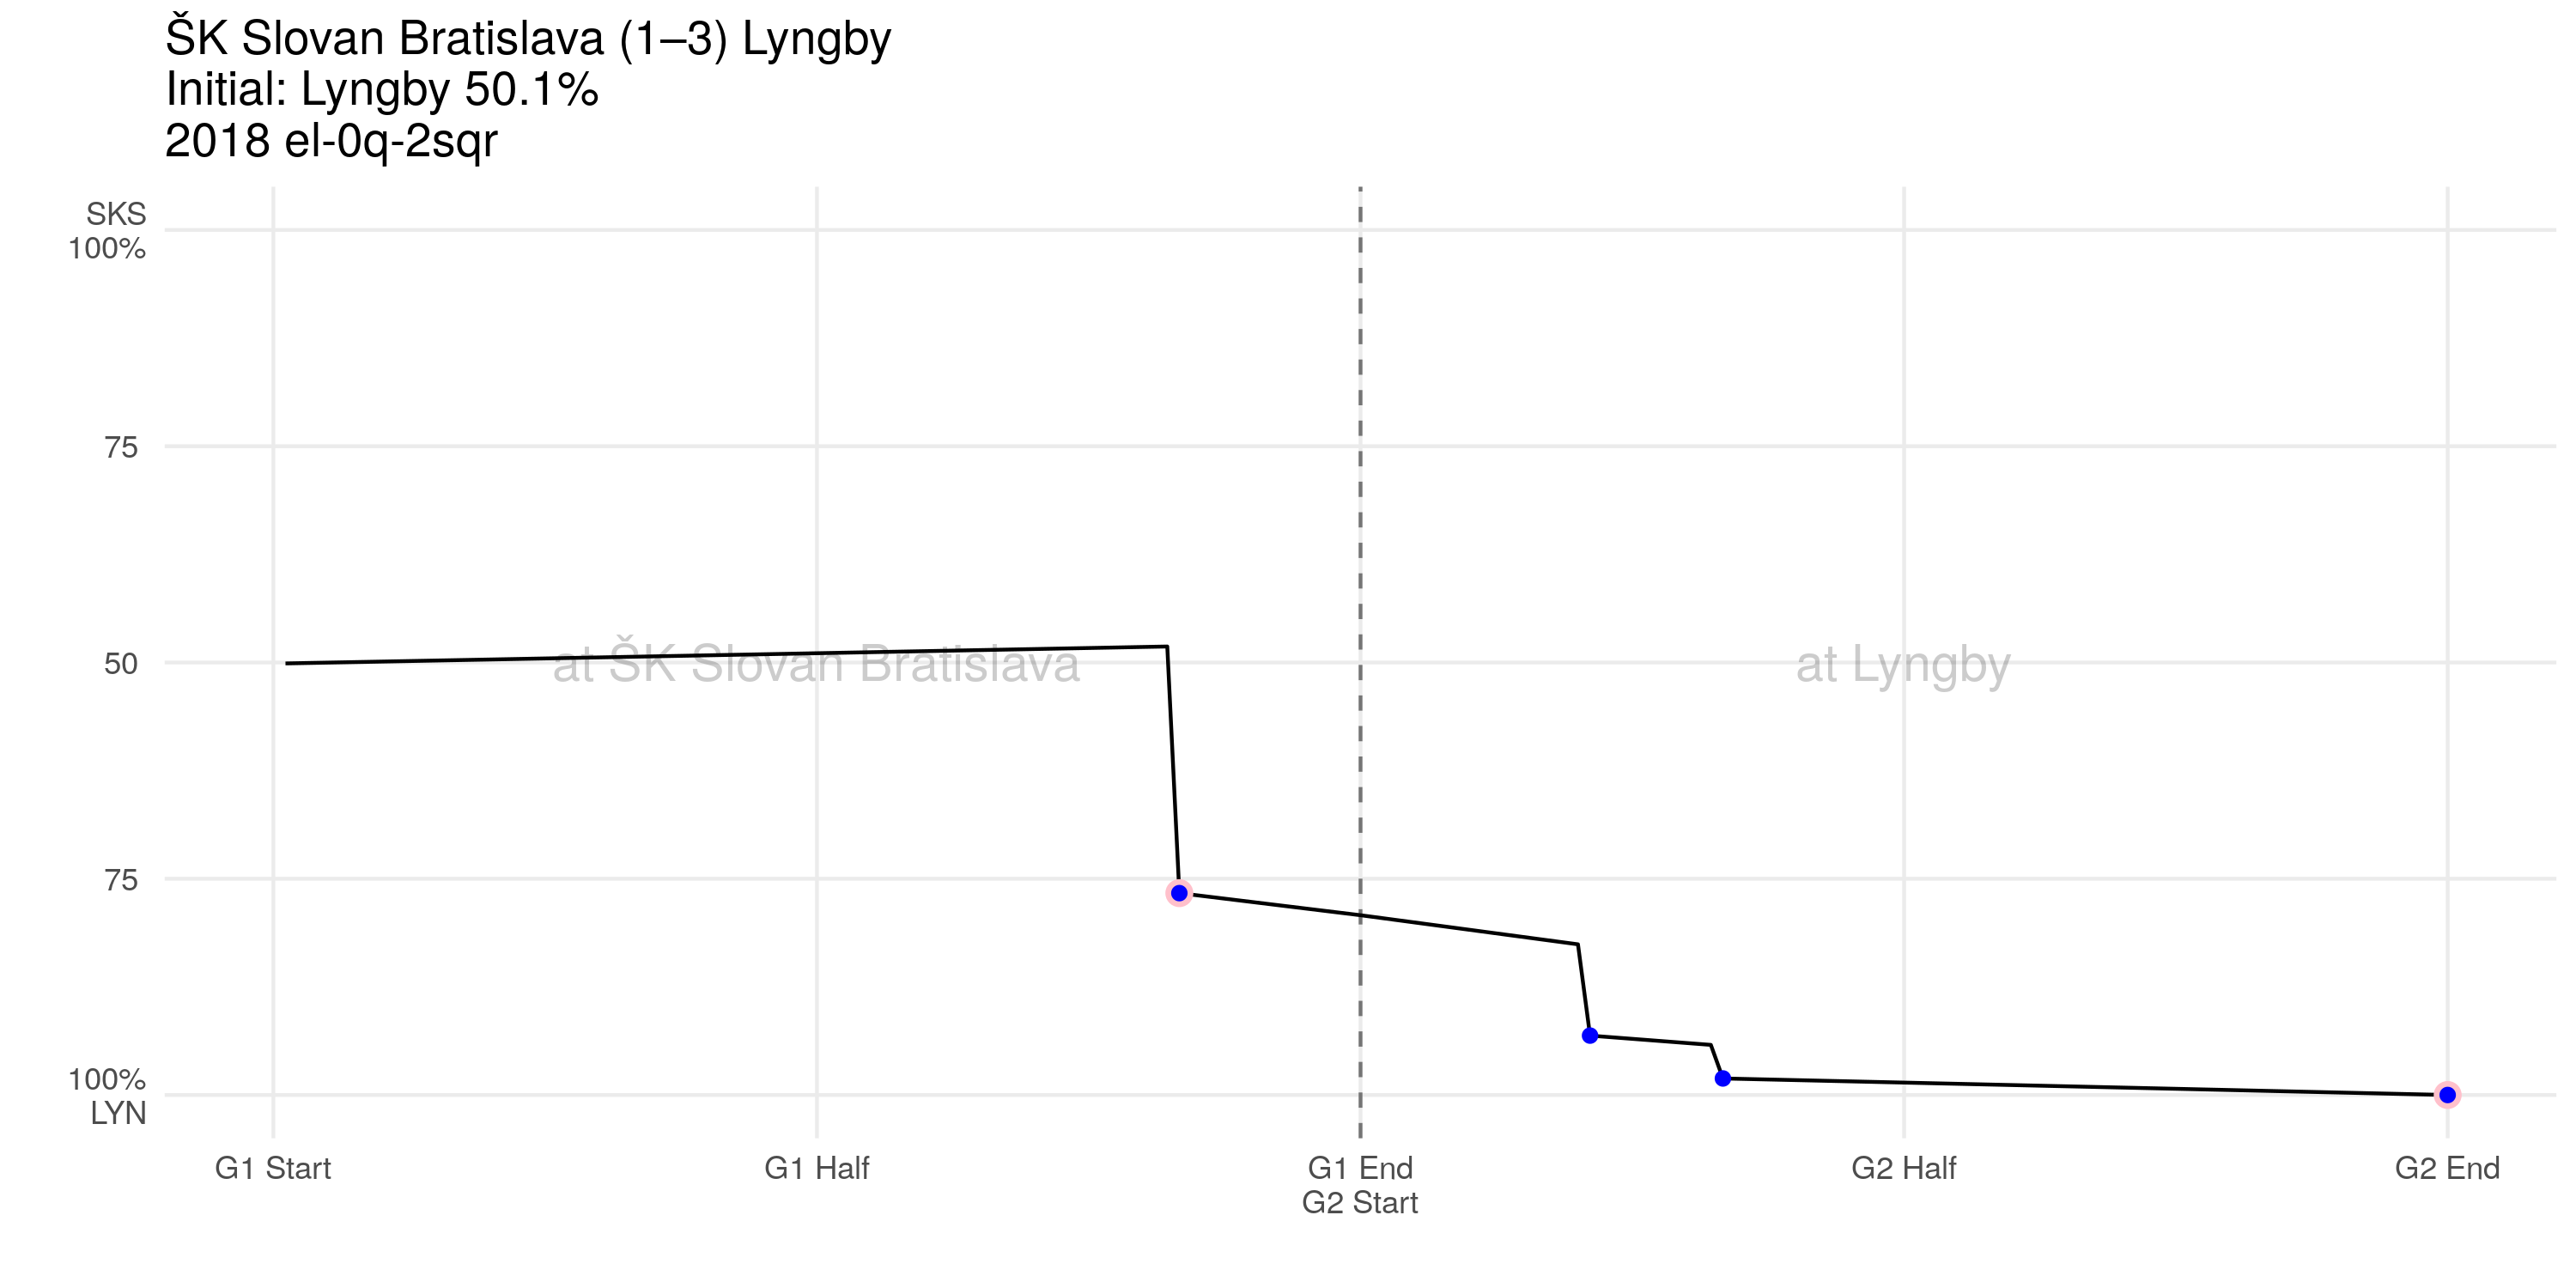 ŠK Slovan Bratislava (1–3) Lyngby
Initial: Lyngby 50.1%
2018 el-0q-2sqr
SKS
100%
75
50
75
100%
LYN
at ŠK Slovan Bratislava
at Lyngby
G1 Start
G1 Half
G1 End
G2 Start
G2 Half
G2 End